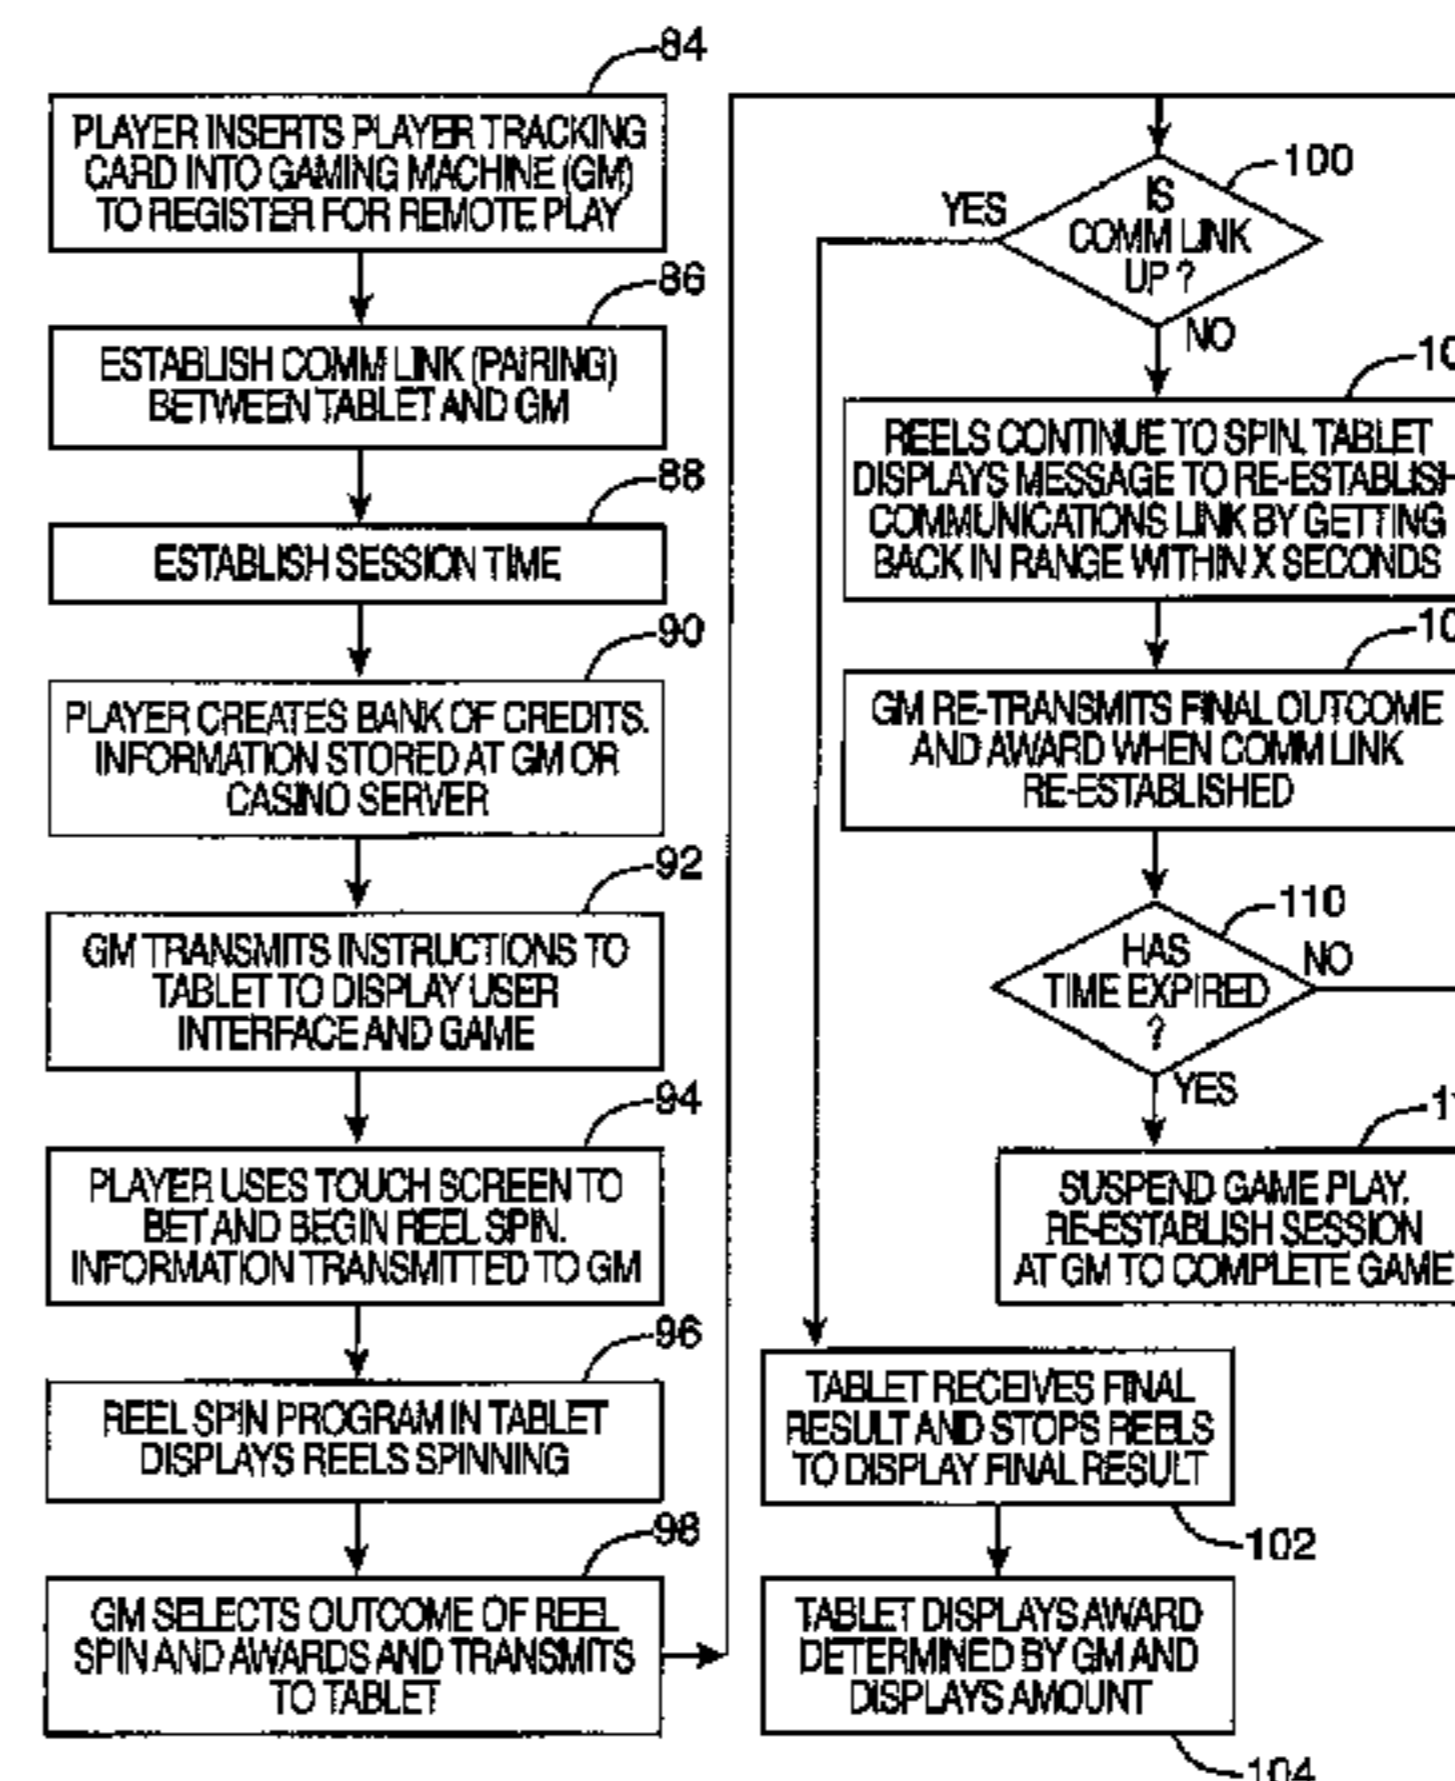 84
PLAYER INSERTS PLAYER TRACKING
CARD INTO GAMING MACHINE (GM)
TO REGISTER FOR REMOTE PLAY
86
ESTABLISH COMM LINK (PAIRING)
BETWEEN TABLET AND GM
88
ESTABLISH SESSION TIME
90
PLAYER CREATES BANK OF CREDITS.
INFORMATION STORED AT GM OR
CASINO SERVER
92
GM TRANSMITS INSTRUCTIONS TO
TABLET TO DISPLAY USER
INTERFACE AND GAME
94
PLAYER USES TOUCH SCREEN TO
BET AND BEGIN REEL SPIN.
INFORMATION TRANSMITTED TO GM
96
REEL SPIN PROGRAM IN TABLET
DISPLAYS REELS SPINNING
98
GM SELECTS OUTCOME OF REEL
SPIN AND AWARDS AND TRANSMITS
TO TABLET
100
IS
COMM LINK
UP ?
YES
NO
REELS CONTINUE TO SPIN. TABLET
DISPLAYS MESSAGE TO RE-ESTABLISH
COMMUNICATIONS LINK BY GETTING
BACK IN RANGE WITHIN X SECONDS
GM RE-TRANSMITS FINAL OUTCOME
AND AWARD WHEN COMM LINK
RE-ESTABLISHED
110
HAS
TIME EXPIRED
?
NO
YES
SUSPEND GAME PLAY.
RE-ESTABLISH SESSION
AT GM TO COMPLETE GAME
TABLET RECEIVES FINAL
RESULT AND STOPS REELS
TO DISPLAY FINAL RESULT
102
TABLET DISPLAYS AWARD
DETERMINED BY GM AND
DISPLAYS AMOUNT
104